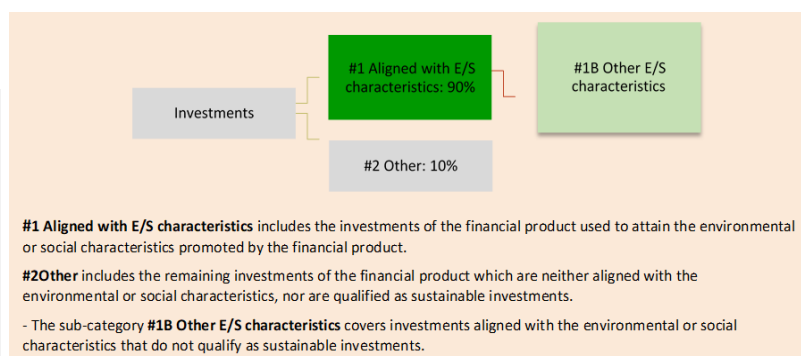 #1 Aligned with E/S
characteristics: 90%
#1B Other E/S
characteristics
Investments
#2 Other: 10%
#1 Aligned with E/S characteristics includes the investments of the financial product used to attain the environmental
or social characteristics promoted by the financial product.
#2Other includes the remaining investments of the financial product which are neither aligned with the
environmental or social characteristics, nor are qualified as sustainable investments.
- The sub-category #1B Other E/S characteristics covers investments aligned with the environmental or social
characteristics that do not qualify as sustainable investments.